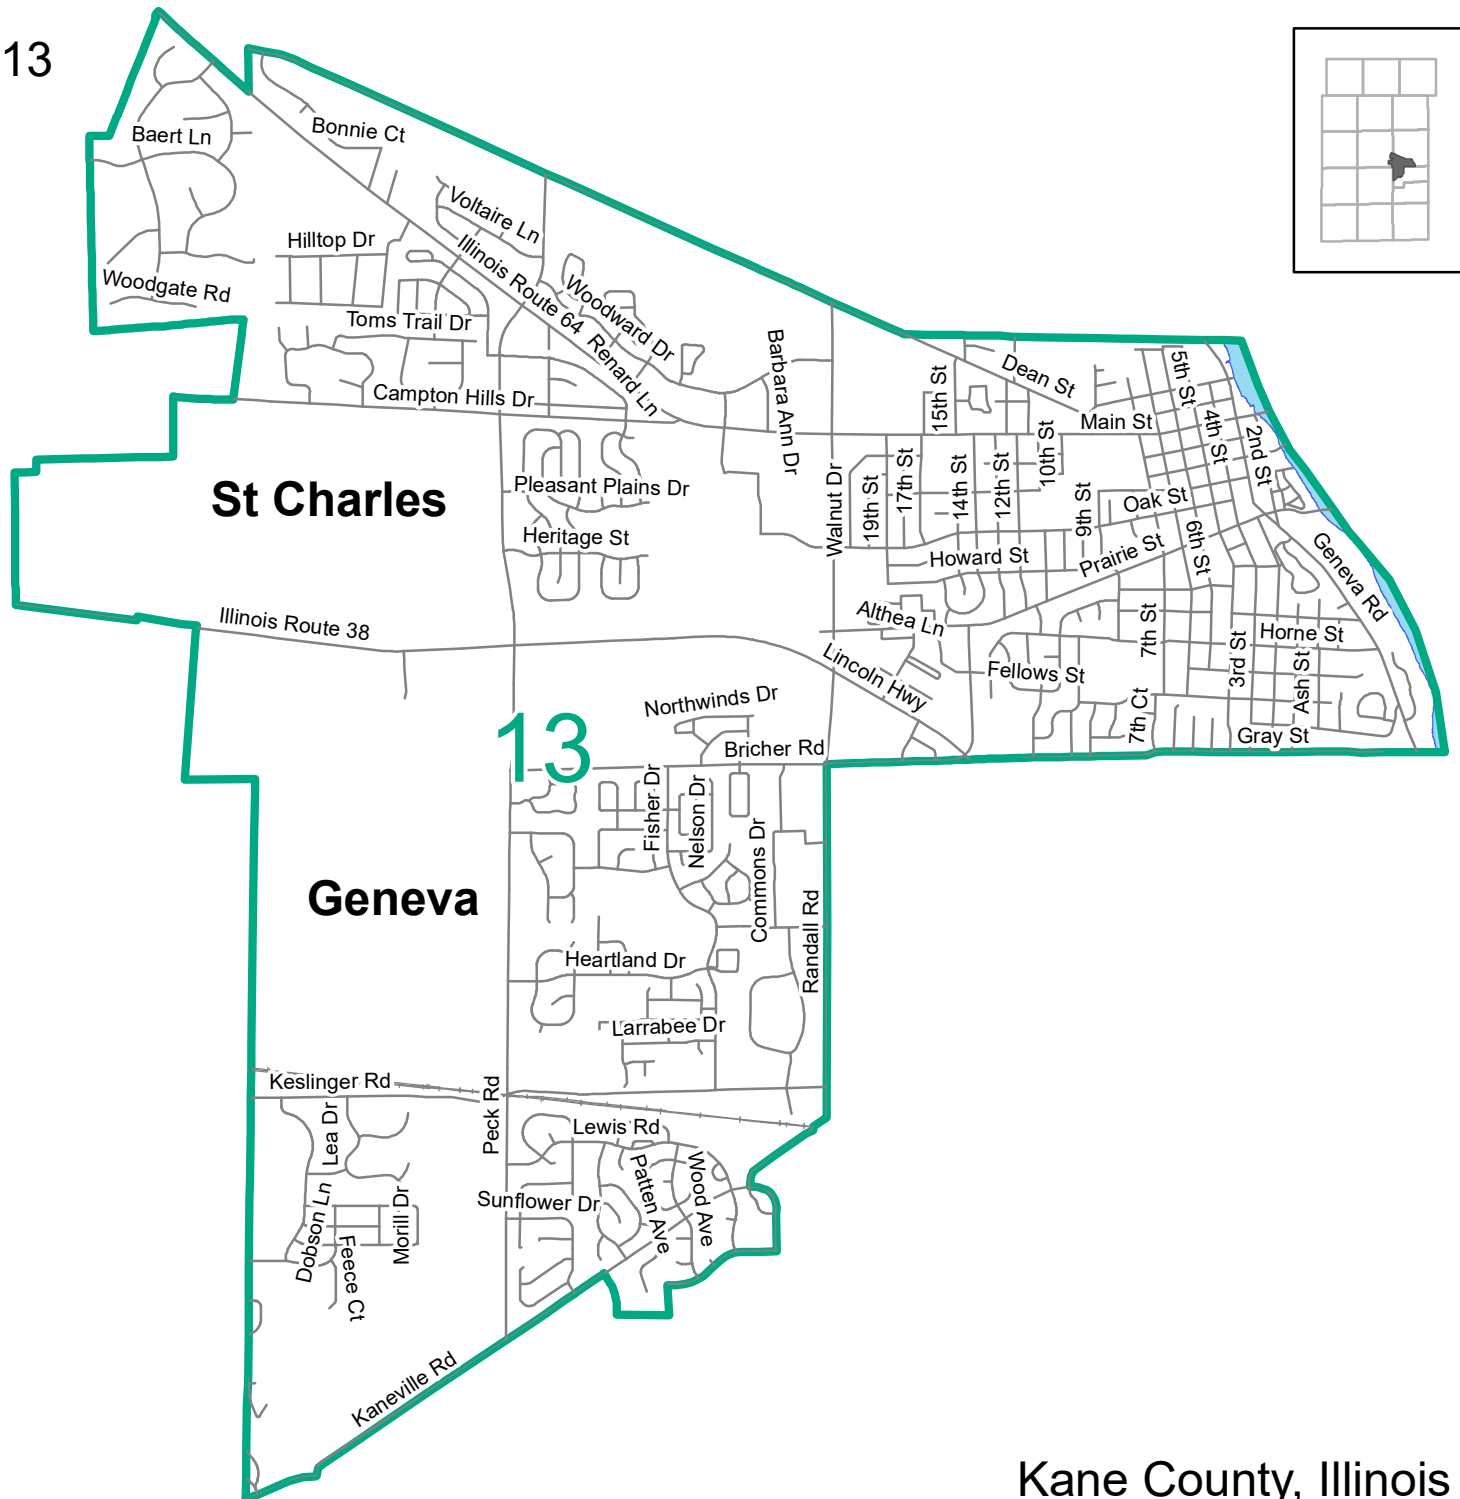 13
Baert Ln
Bonnie Ct
Voltaire Ln
Hilltop Dr
Illinois Route 64
Woodgate Rd
Woodward Dr
Toms Trail Dr
Renard Ln
Barbara Ann Dr
Campton Hills Dr
Dean St
15th St
Main St
5th St
4th St
2nd St
St Charles
Pleasant Plains Dr
Heritage St
Walnut Dr
19th St
17th St
14th St
12th St
10th St
9th St
Oak St
6th St
Howard St
Prairie St
Geneva Rd
Illinois Route 38
Althea Ln
Lincoln Hwy
7th St
Horne St
3rd St
Ash St
Fellows St
Northwinds Dr
7th Ct
Gray St
13
Bricher Rd
Fisher Dr
Nelson Dr
Commons Dr
Geneva
Randall Rd
Heartland Dr
Larrabee Dr
Keslinger Rd
Peck Rd
Lea Dr
Lewis Rd
Dobson Ln
Morill Dr
Sunflower Dr
Patten Ave
Wood Ave
Feece Ct
Kaneville Rd
Kane County, Illinois